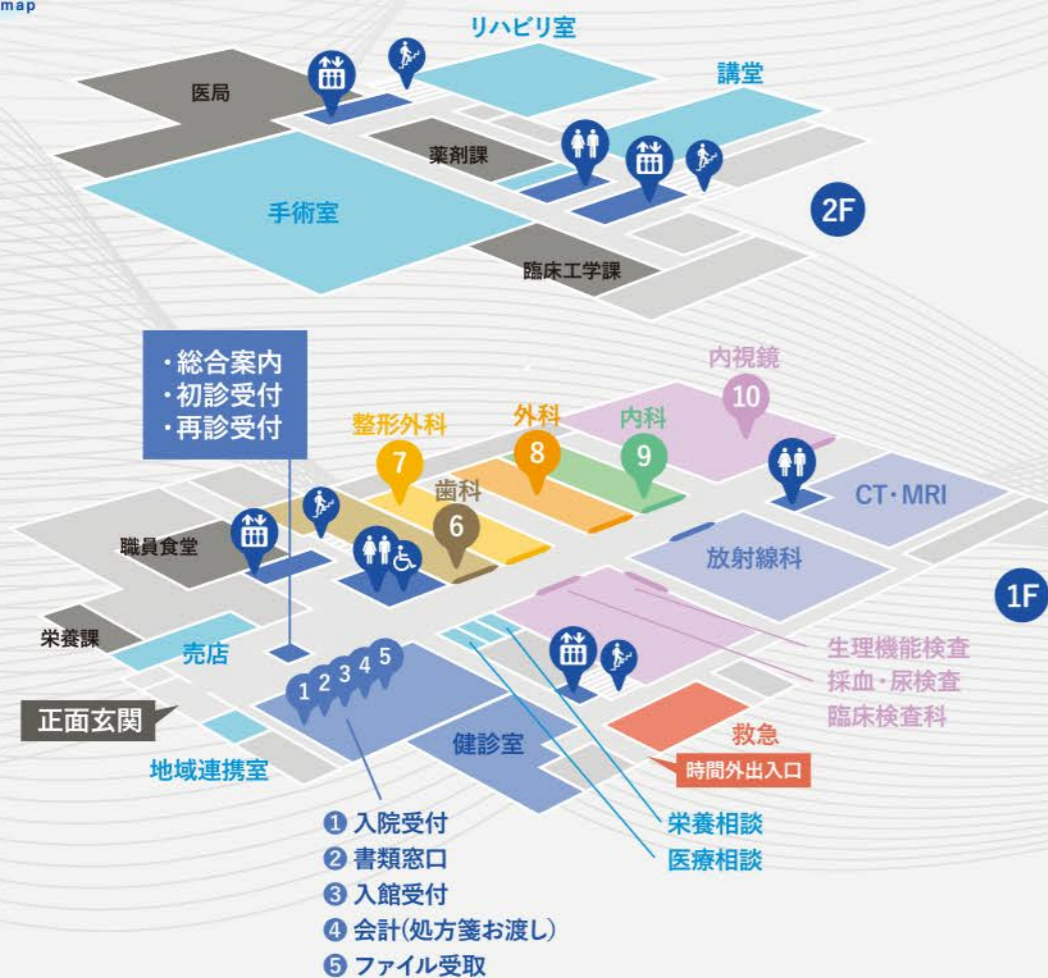 map
リハビリ室
講堂
医局
薬剤課
手術室
臨床工学課
2F
・総合案内
・初診受付
・再診受付
内視鏡
10
外科
8
内科
9
整形外科
7
歯科
6
CT・MRI
職員食堂
放射線科
1F
栄養課
売店
生理機能検査
採血・尿検査
臨床検査科
1 2 3 4 5
正面玄関
健診室
救急
時間外出入口
地域連携室
栄養相談
医療相談
1 入院受付
2 書類窓口
3 入館受付
4 会計(処方箋お渡し)
5 ファイル受取